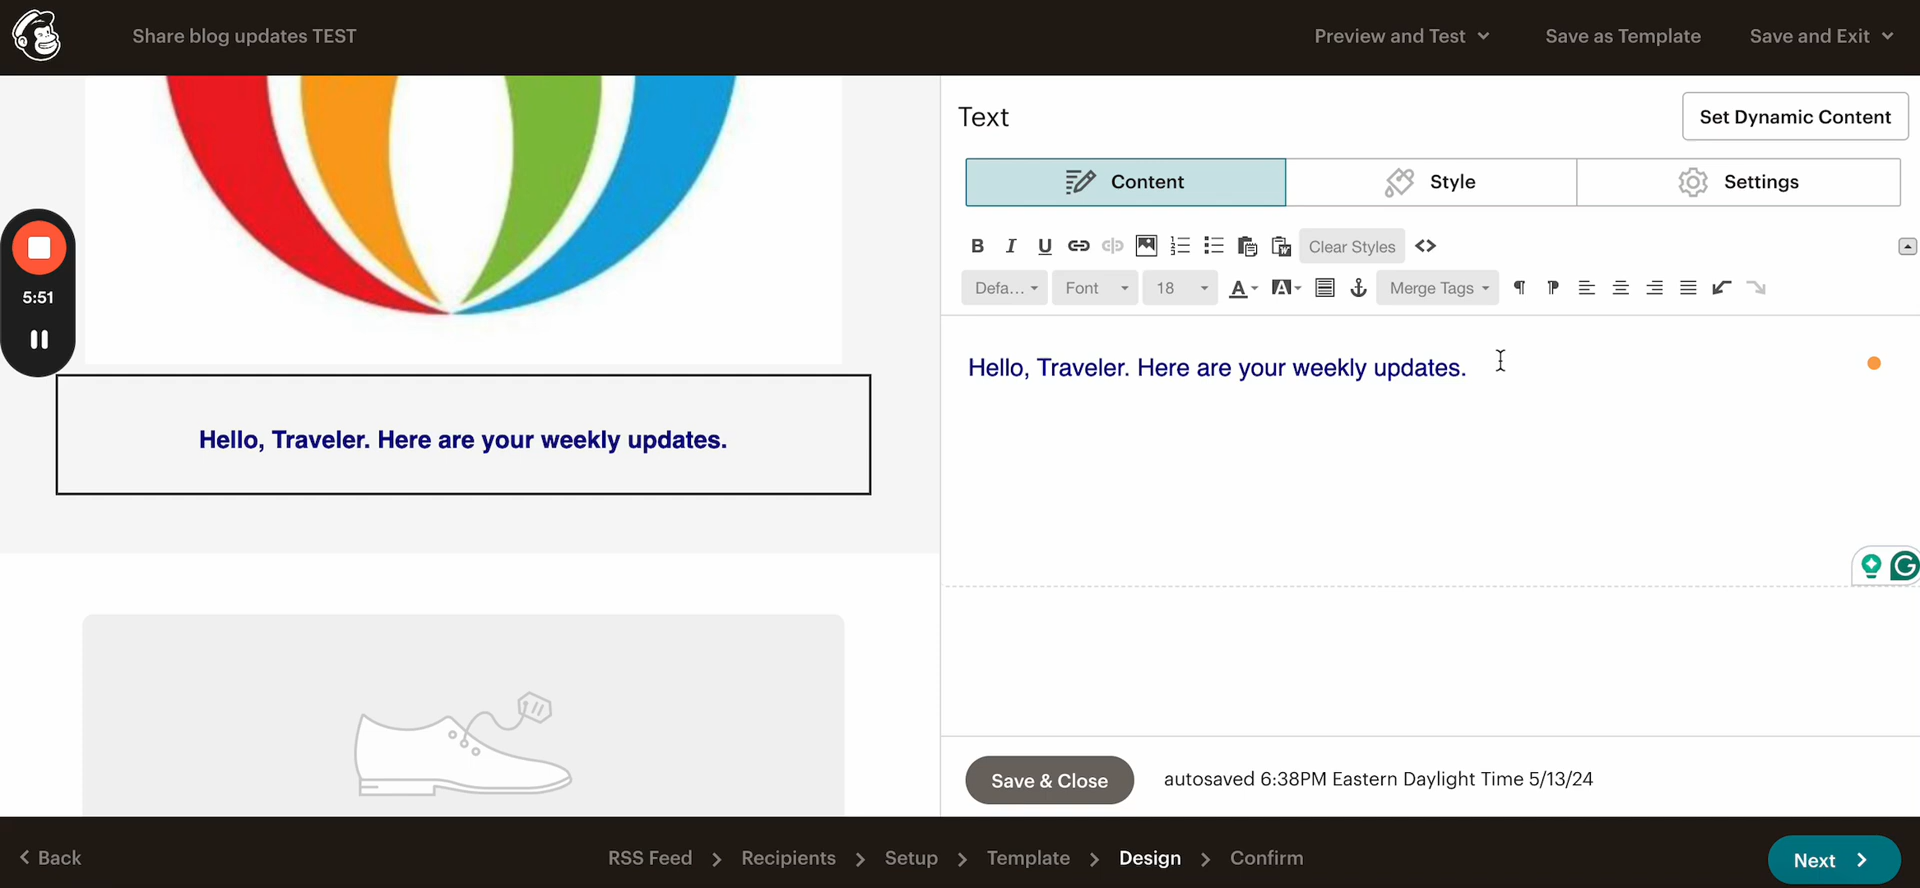 Share blog updates TEST
Preview and Test
Save as Template
Save and Exit
Text
Set Dynamic Content
Content
Style
Settings
B I U
Clear Styles
Defa...
Font
18
A
A
Merge Tags
5:51
Hello, Traveler. Here are your weekly updates.
Hello, Traveler. Here are your weekly updates.
Save & Close
autosaved 6:38PM Eastern Daylight Time 5/13/24
Back
RSS Feed
Recipients
Setup
Template
Design
Confirm
Next